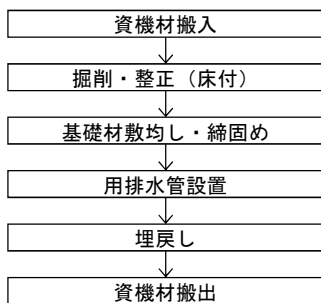 資機材搬入
掘削・整正（床付）
基礎材敷均し・締固め
用排水管設置
埋戻し
資機材搬出